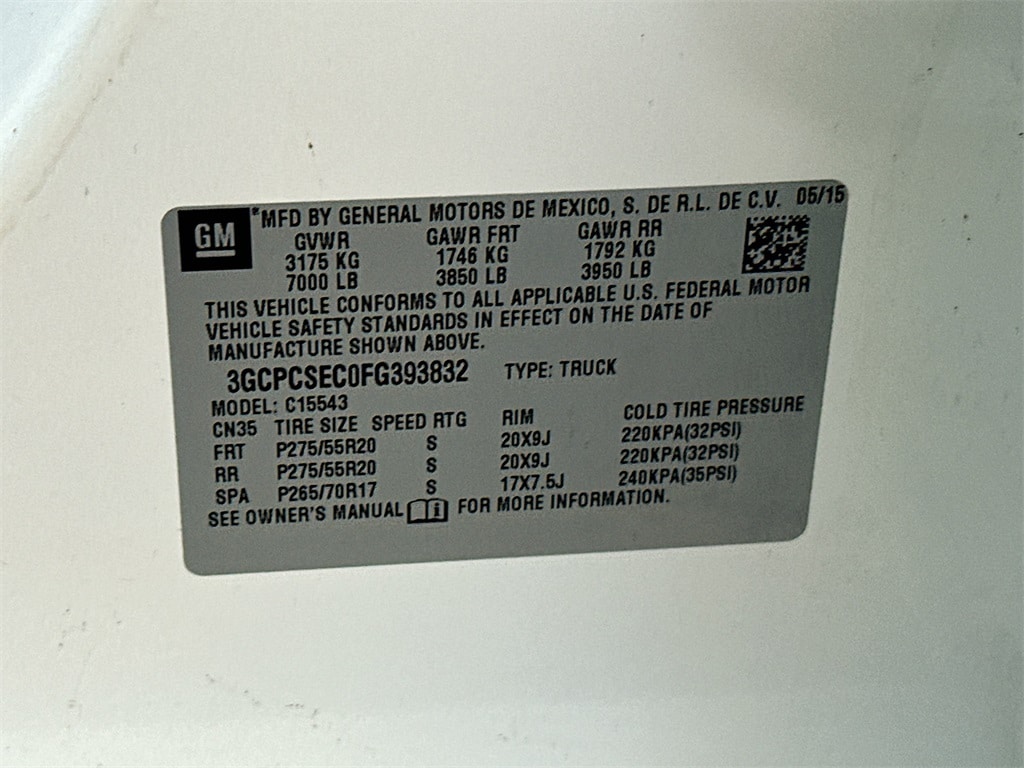 GM
*MFD BY GENERAL MOTORS DE MEXICO, S. DE R.L. DE C.V. 05/15
GVWR GAWR FRT GAWR RR
3175 KG 1746 KG 1792 KG
7000 LB 3850 LB 3950 LB
THIS VEHICLE CONFORMS TO ALL APPLICABLE U.S. FEDERAL MOTOR
VEHICLE SAFETY STANDARDS IN EFFECT ON THE DATE OF
MANUFACTURE SHOWN ABOVE.
3GCPCSEC0FG393832 TYPE: TRUCK
MODEL: C15543
CN35 TIRE SIZE SPEED RTG RIM COLD TIRE PRESSURE
FRT P275/55R20 S 20X9J 220KPA(32PSI)
RR P275/55R20 S 20X9J 220KPA(32PSI)
SPA P265/70R17 S 17X7.5J 240KPA(35PSI)
SEE OWNER'S MANUAL FOR MORE INFORMATION.